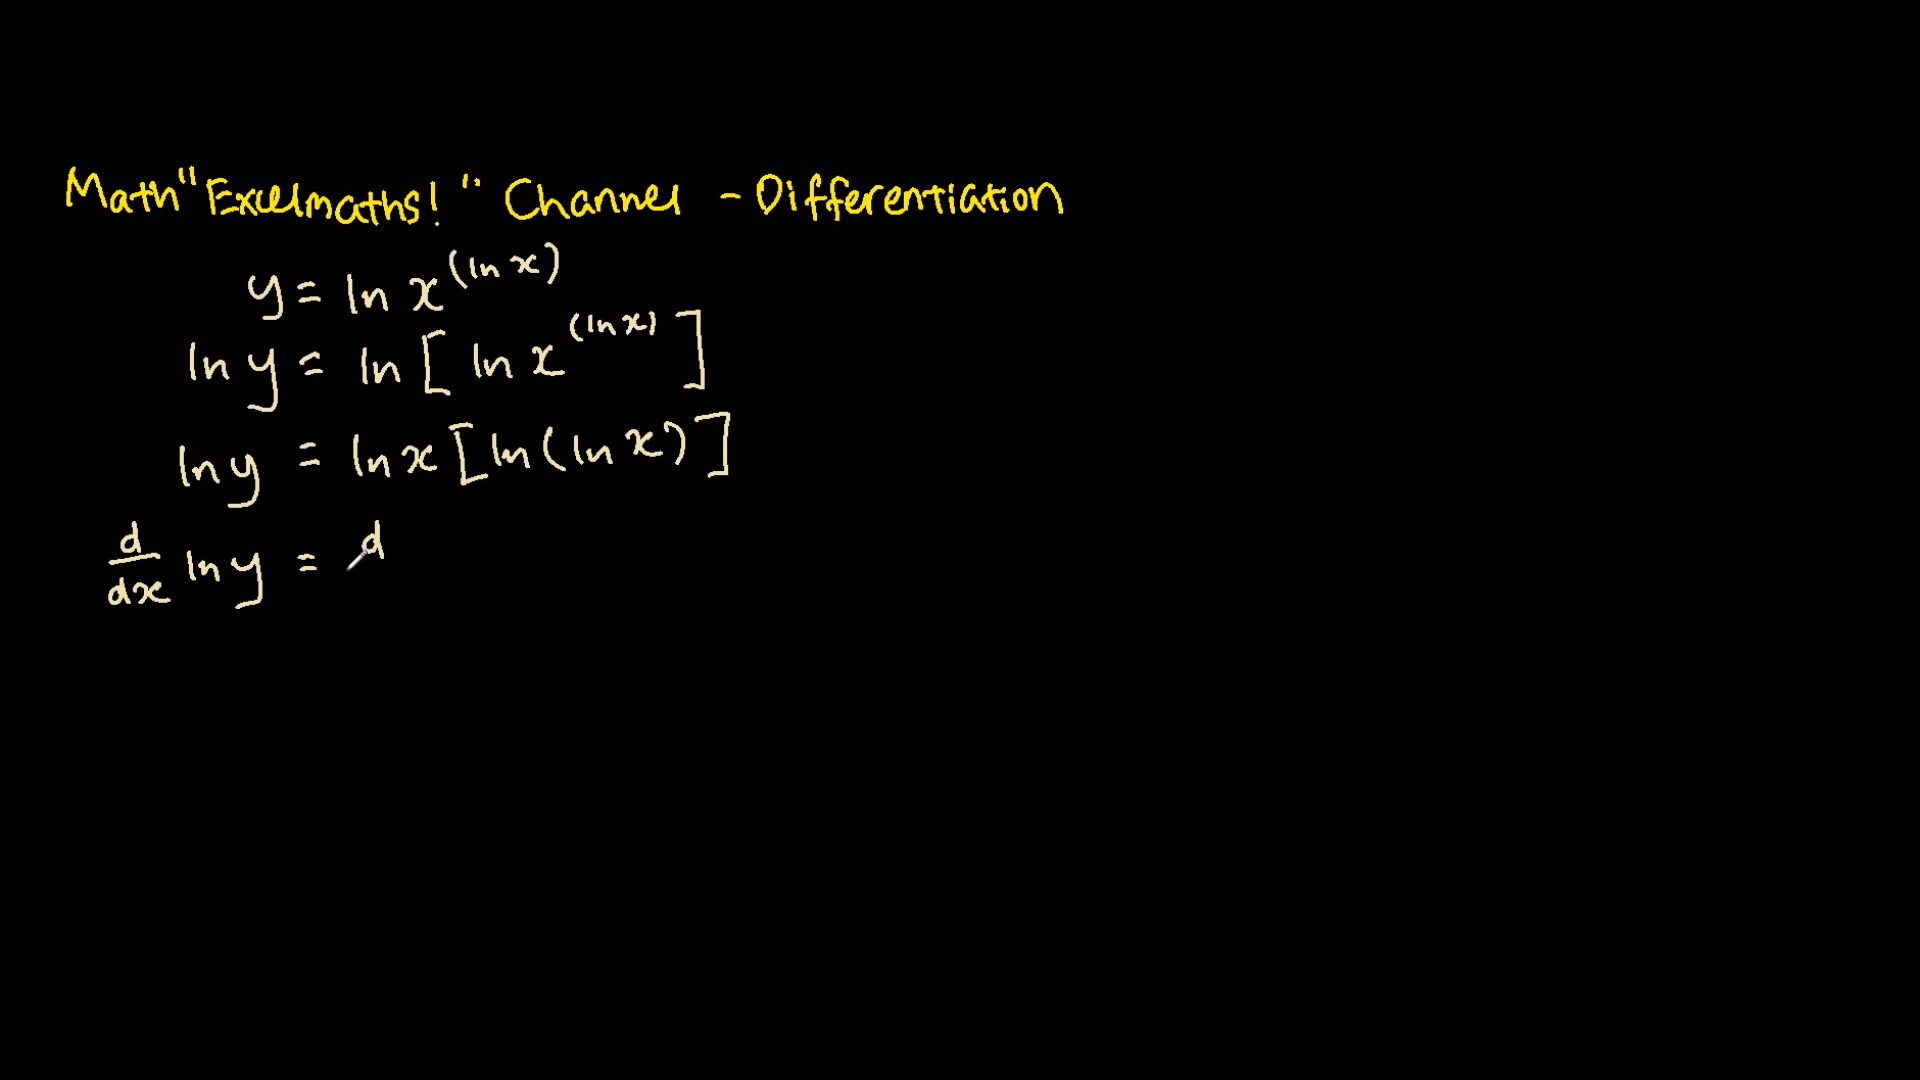 Math "Excelmaths!" Channel - Differentiation
y = ln x^(ln x)
ln y = ln [ ln x^(ln x) ]
ln y = ln x [ ln (ln x) ]
d/dx ln y = d